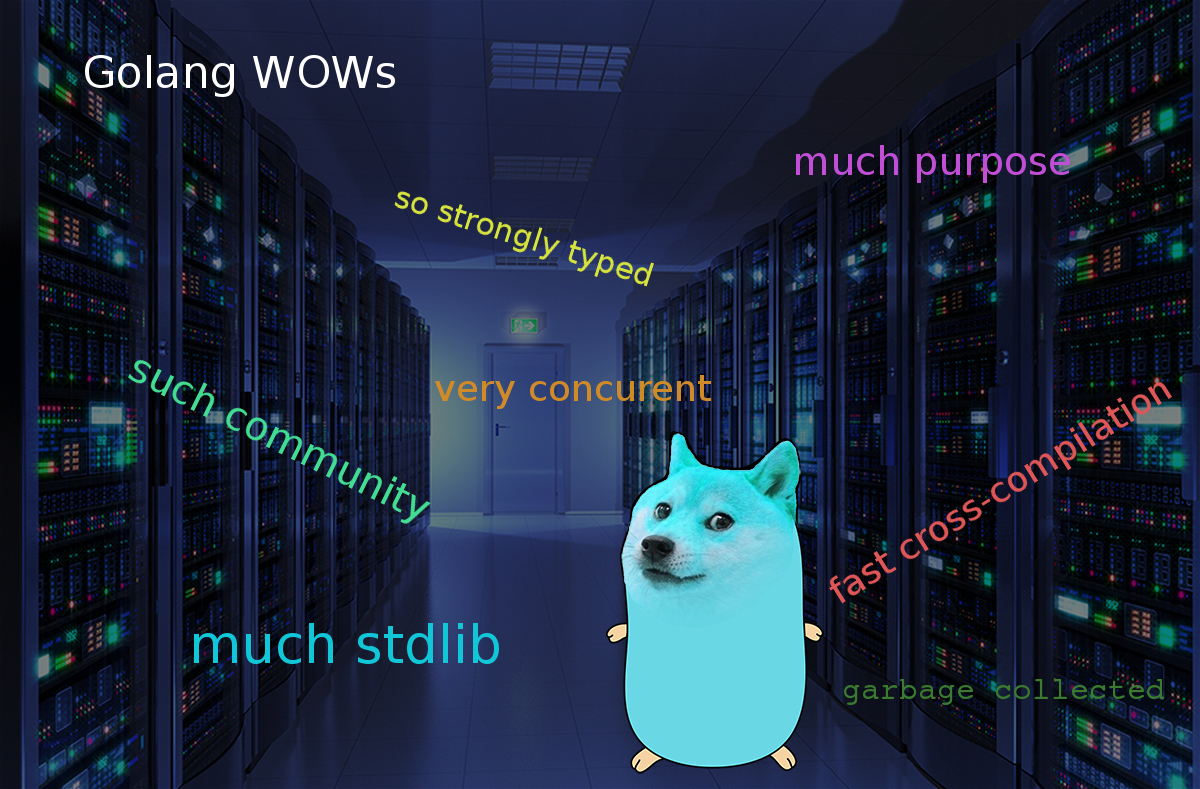 Golang WOWs
much purpose
so strongly typed
such community
very concurent
fast cross-compilation
much stdlib
garbage collected